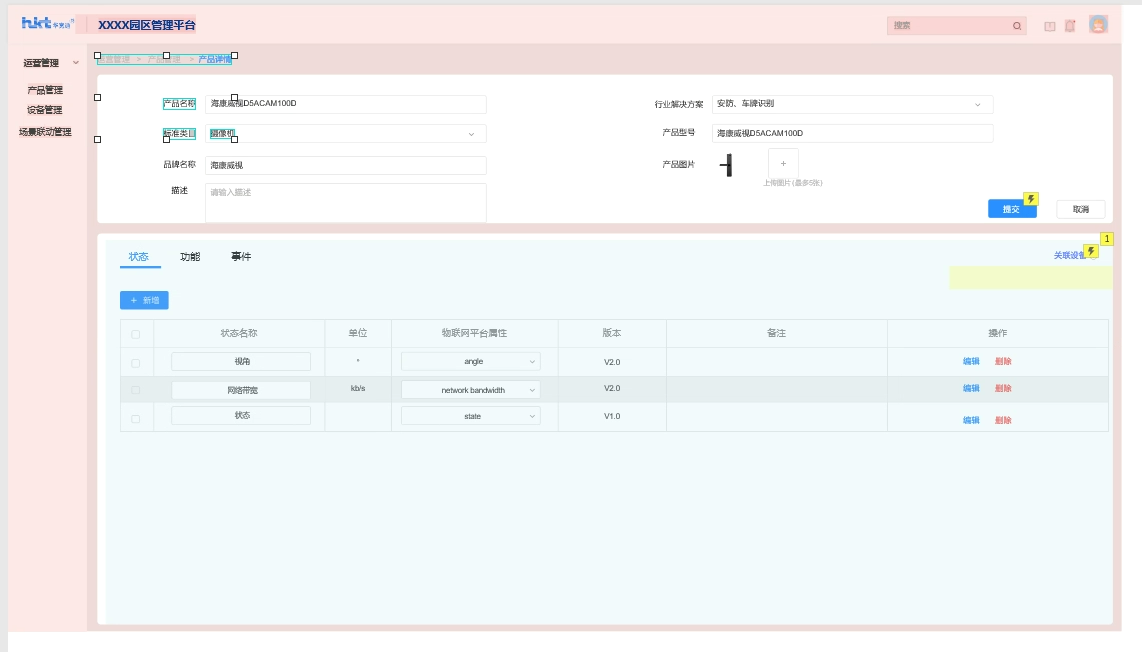 hkt 华宽通 XXXX园区管理平台 搜索
运营管理 > 产品管理 > 产品详情
运营管理
产品管理
设备管理
场景联动管理
产品名称 海康威视D5ACAM100D
行业解决方案 安防、车牌识别
标准类目 摄像机
产品型号 海康威视D5ACAM100D
品牌名称 海康威视
产品图片 +
上传图片(最多5张)
描述 请输入描述
提交 取消
1
状态 功能 事件 关联设备
+ 新增
状态名称 单位 物联网平台属性 版本 备注 操作
视角 ° angle V2.0 编辑 删除
网络带宽 kb/s network bandwidth V2.0 编辑 删除
状态 state V1.0 编辑 删除